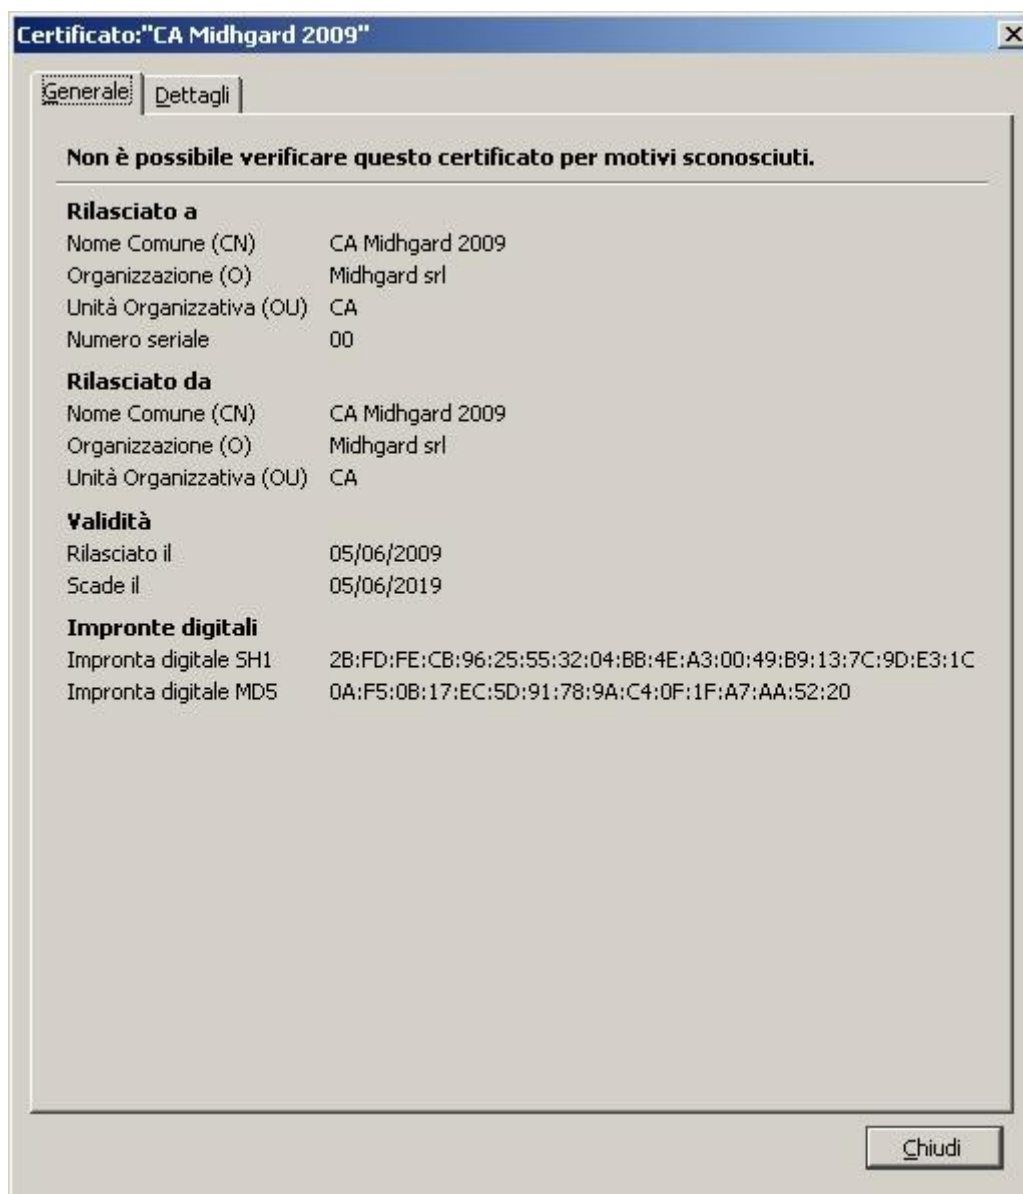 Certificato:"CA Midhgard 2009"
Generale Dettagli
Non è possibile verificare questo certificato per motivi sconosciuti.
Rilasciato a
Nome Comune (CN) CA Midhgard 2009
Organizzazione (O) Midhgard srl
Unità Organizzativa (OU) CA
Numero seriale 00
Rilasciato da
Nome Comune (CN) CA Midhgard 2009
Organizzazione (O) Midhgard srl
Unità Organizzativa (OU) CA
Validità
Rilasciato il 05/06/2009
Scade il 05/06/2019
Impronte digitali
Impronta digitale SH1 2B:FD:FE:CB:96:25:55:32:04:BB:4E:A3:00:49:B9:13:7C:9D:E3:1C
Impronta digitale MD5 0A:F5:0B:17:EC:5D:91:78:9A:C4:0F:1F:A7:AA:52:20
Chiudi